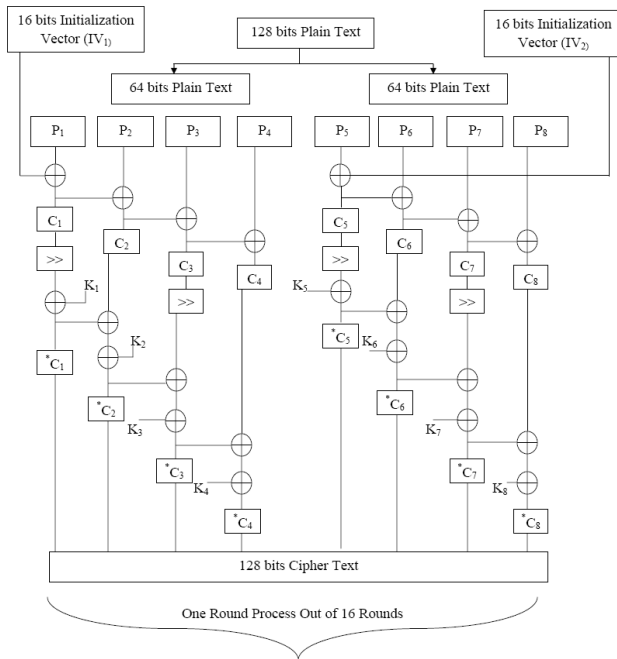 16 bits Initialization
Vector (IV₁)
128 bits Plain Text
16 bits Initialization
Vector (IV₂)
64 bits Plain Text
64 bits Plain Text
P₁ P₂ P₃ P₄ P₅ P₆ P₇ P₈
C₁ C₅
C₂ C₆
>> C₃ >> C₇
C₄ C₈
K₁ >> K₅ >>
K₂ *C₅ K₆
*C₁
*C₂ *C₆
K₃ K₇
*C₃ *C₇
K₄ K₈
*C₄ *C₈
128 bits Cipher Text
One Round Process Out of 16 Rounds